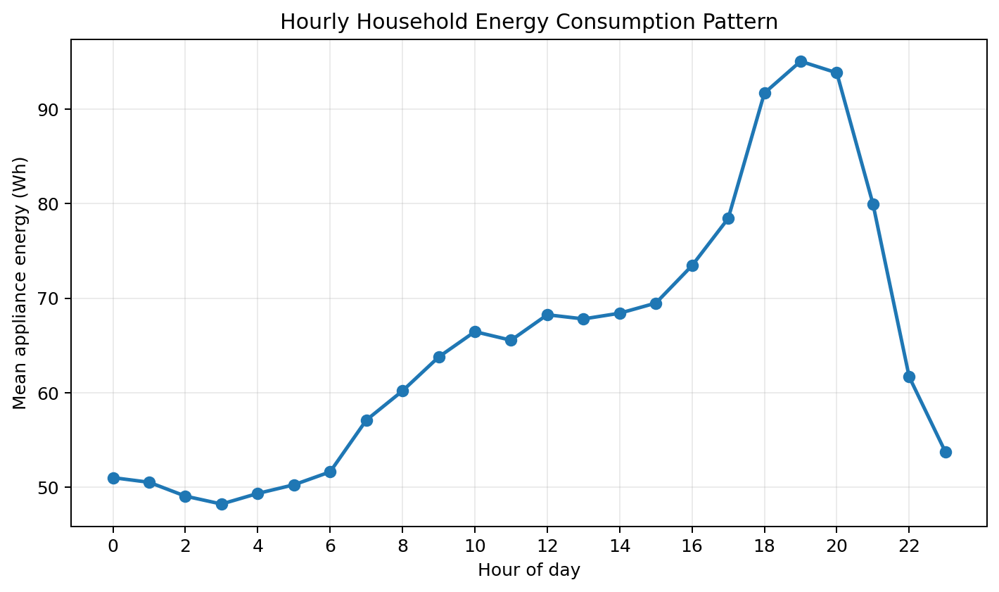 Hourly Household Energy Consumption Pattern
Mean appliance energy (Wh)
90
80
70
60
50
0 2 4 6 8 10 12 14 16 18 20 22
Hour of day